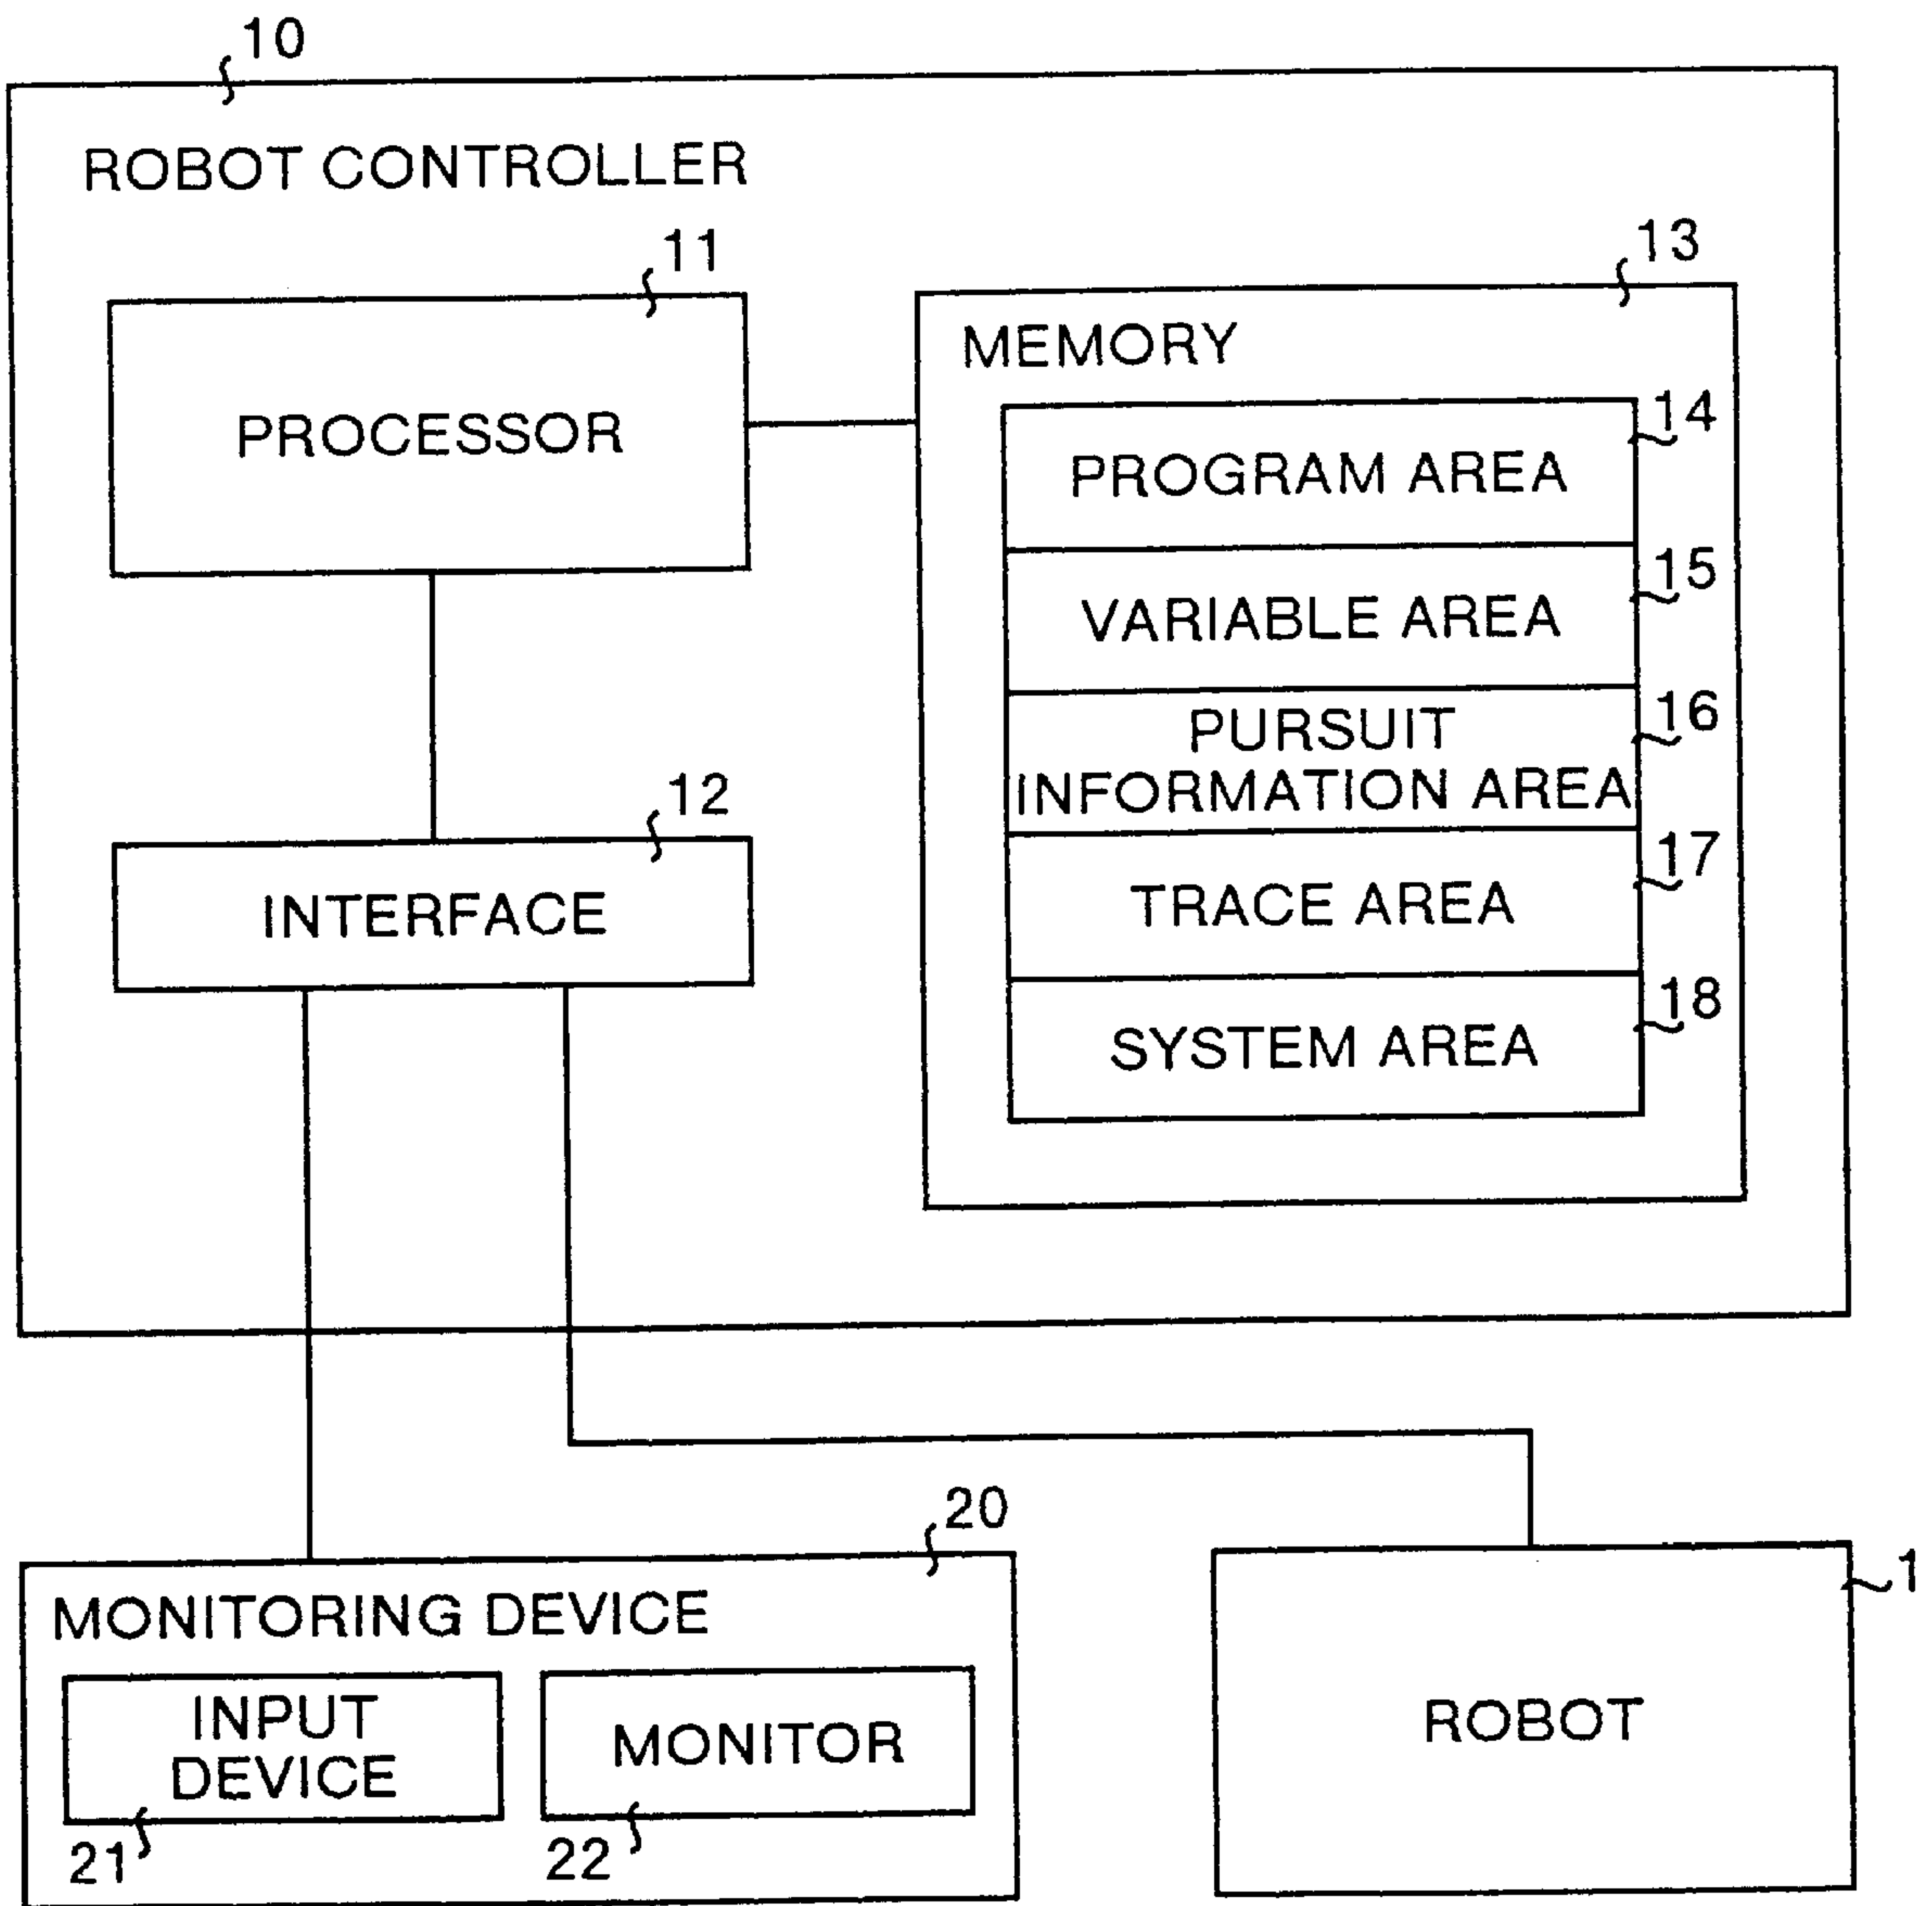 10
ROBOT CONTROLLER
11
PROCESSOR
12
INTERFACE
13
MEMORY
14
PROGRAM AREA
15
VARIABLE AREA
16
PURSUIT
INFORMATION AREA
17
TRACE AREA
18
SYSTEM AREA
20
MONITORING DEVICE
INPUT
DEVICE
21
MONITOR
22
1
ROBOT